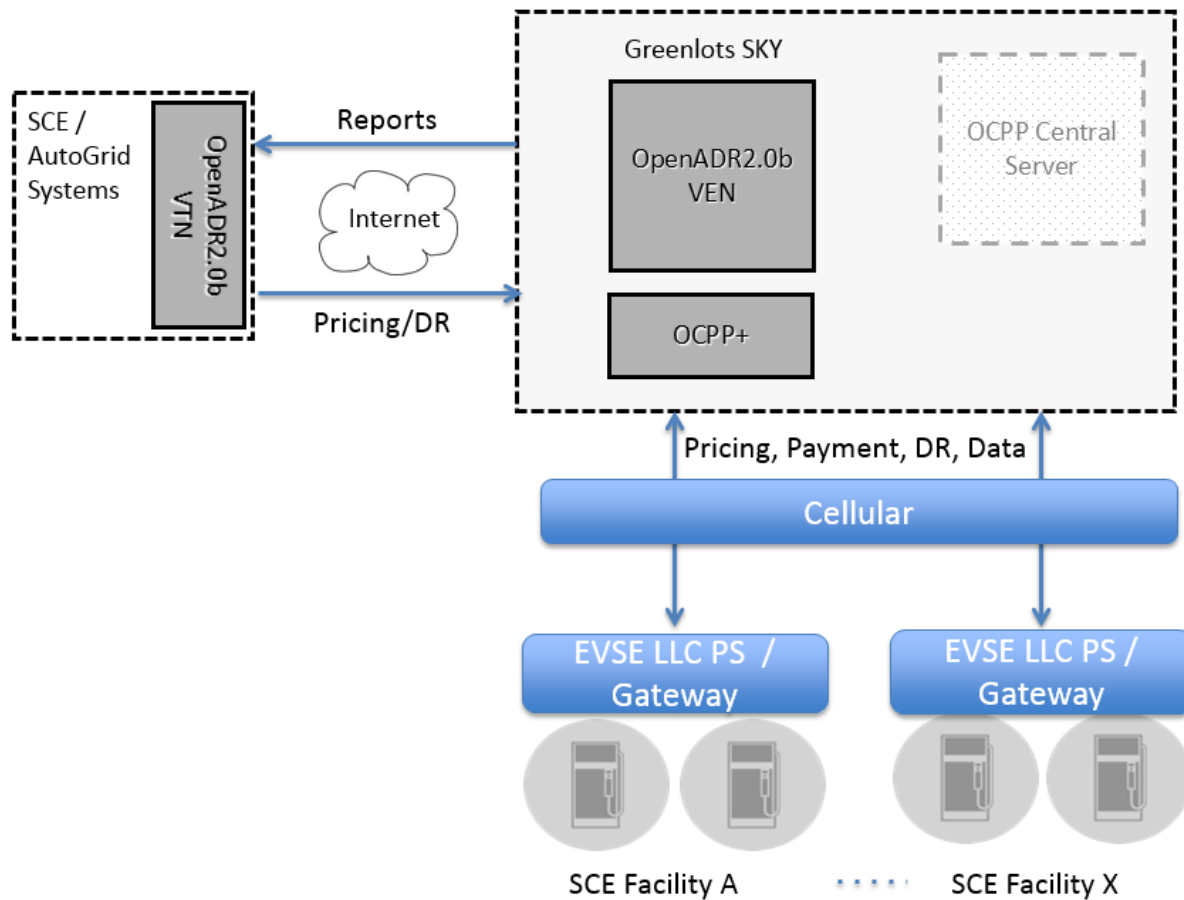 Greenlots SKY
SCE /
AutoGrid
Systems
OpenADR2.0b
VTN
Reports
Internet
Pricing/DR
OpenADR2.0b
VEN
OCPP+
OCPP Central
Server
Pricing, Payment, DR, Data
Cellular
EVSE LLC PS /
Gateway
EVSE LLC PS /
Gateway
SCE Facility A
SCE Facility X